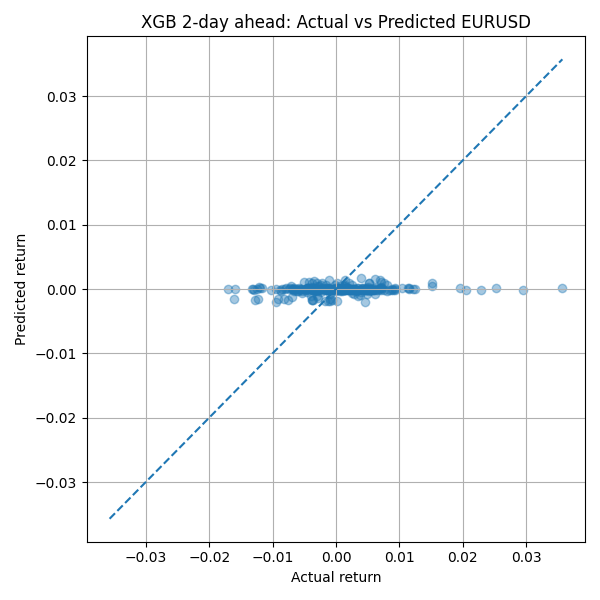 XGB 2-day ahead: Actual vs Predicted EURUSD
Predicted return
0.03
0.02
0.01
0.00
−0.01
−0.02
−0.03
−0.03 −0.02 −0.01 0.00 0.01 0.02 0.03
Actual return